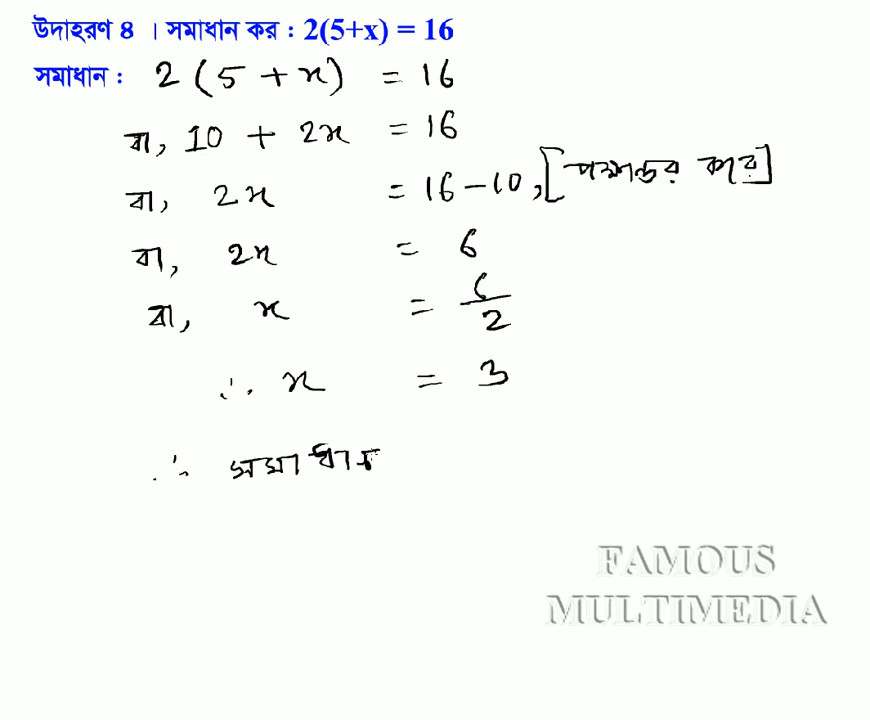 উদাহরণ 8 । সমাধান কর : 2(5+x) = 16
সমাধান : 2 (5 + x) = 16
বা, 10 + 2x = 16
বা, 2x = 16 - 10, [পক্ষান্তর করে]
বা, 2x = 6
বা, x = 6/2
∴ x = 3
∴ সমাধান
FAMOUS
MULTIMEDIA